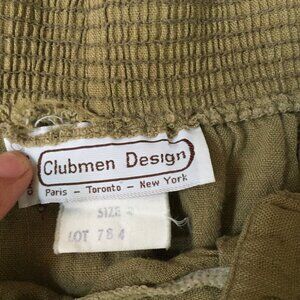 Clubmen Design
Paris - Toronto - New York
SIZE
LOT 784